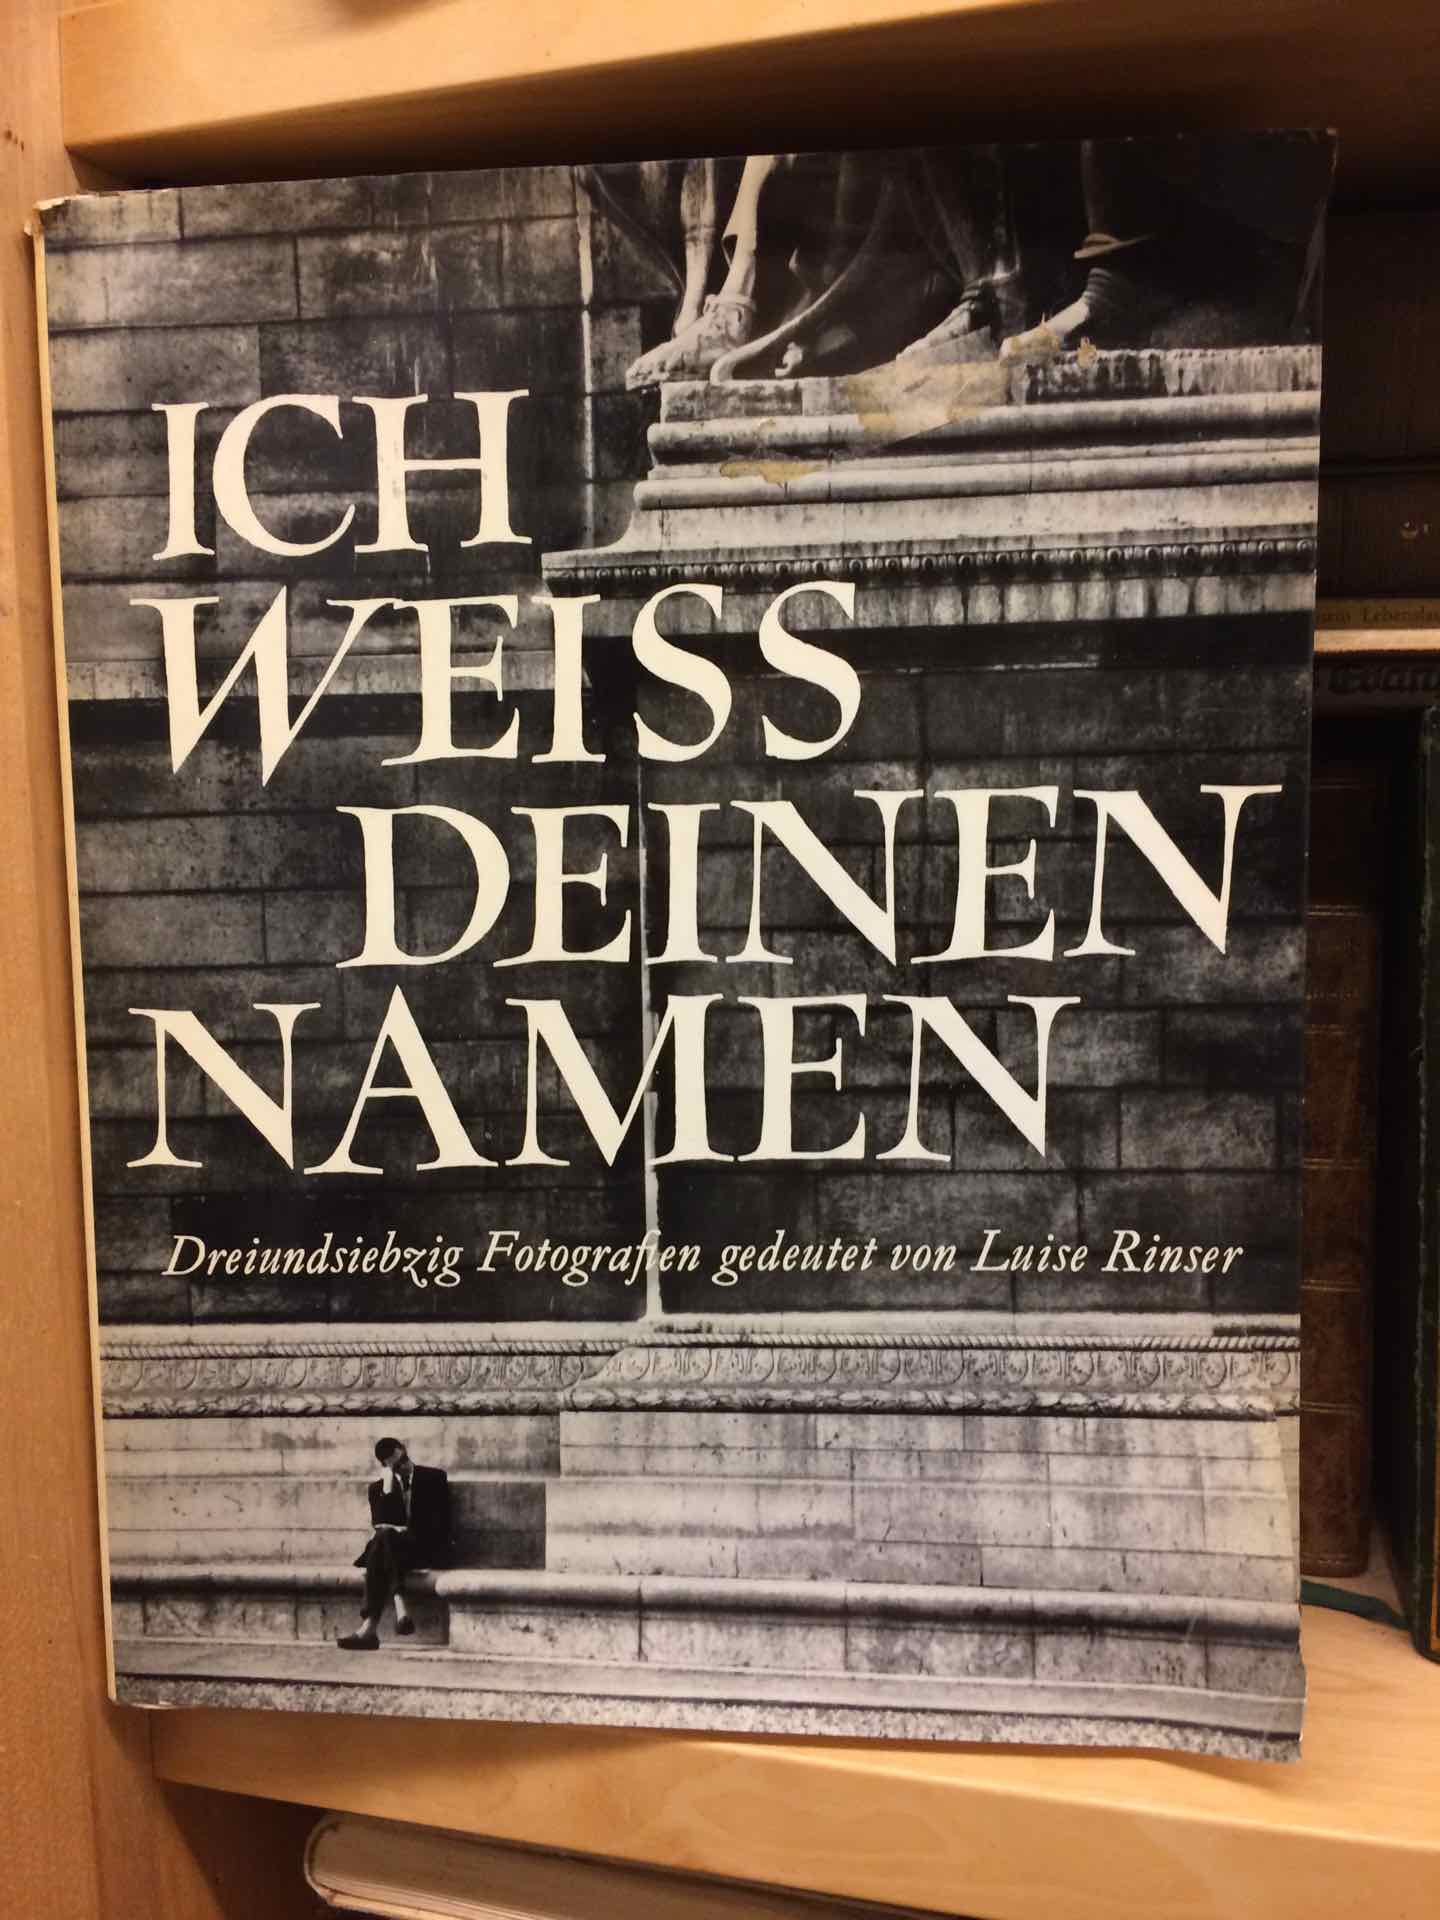 ICH
WEISS
DEINEN
NAMEN
Dreiundsiebzig Fotografien gedeutet von Luise Rinser